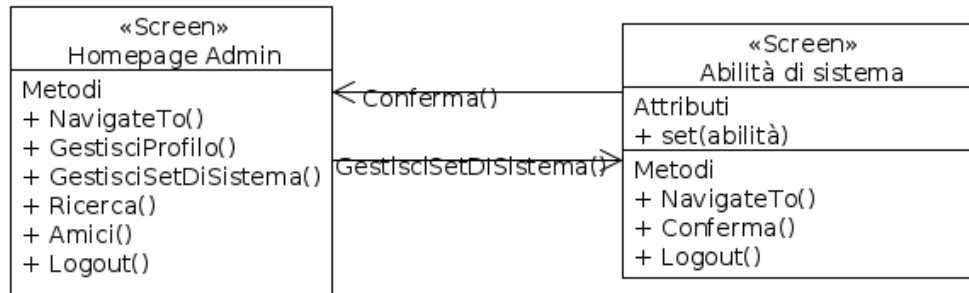 «Screen»
Homepage Admin
Metodi
+ NavigateTo()
+ GestisciProfilo()
+ GestisciSetDiSistema()
+ Ricerca()
+ Amici()
+ Logout()
Conferma()
GestisciSetDiSistema()
«Screen»
Abilità di sistema
Attributi
+ set(abilità)
Metodi
+ NavigateTo()
+ Conferma()
+ Logout()